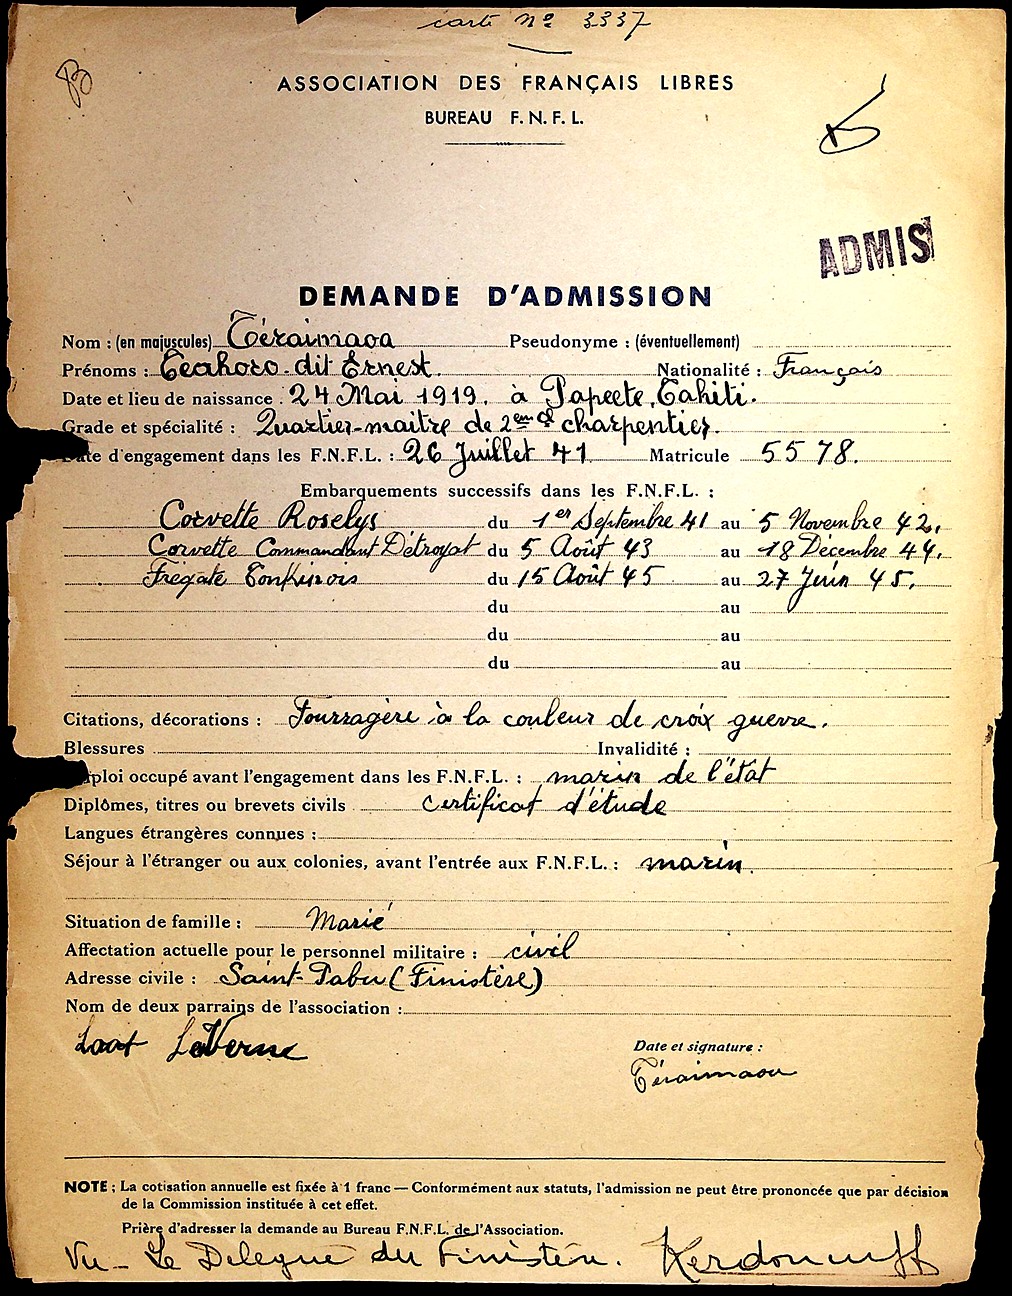 carte nº 3337
B
ASSOCIATION DES FRANÇAIS LIBRES
BUREAU F. N. F. L.
ADMIS
DEMANDE D'ADMISSION
Nom : (en majuscules) Téraimaoa Pseudonyme : (éventuellement)
Prénoms : Teahoro-dit Ernest. Nationalité : Français
Date et lieu de naissance : 24 Mai 1919. à Papeete, Tahiti.
Grade et spécialité : Quartier-maitre de 2eme cl charpentier.
Date d'engagement dans les F.N.F.L. : 26 Juillet 41 Matricule 5578.
Embarquements successifs dans les F.N.F.L. :
Corvette Roselys du 1er Septembre 41 au 5 Novembre 42.
Corvette Commandant Détroyat du 5 Août 43 au 18 Décembre 44.
Frégate Tonkinois du 15 Août 45 au 27 Juin 45.
du au
du au
du au
Citations, décorations : Fourragère à la couleur de croix guerre.
Blessures Invalidité :
ploi occupé avant l'engagement dans les F.N.F.L. : marin de l'état
Diplômes, titres ou brevets civils certificat d'étude
Langues étrangères connues :
Séjour à l'étranger ou aux colonies, avant l'entrée aux F.N.F.L. : marin.
Situation de famille : Marié
Affectation actuelle pour le personnel militaire : civil
Adresse civile : Saint-Pabu (Finistère)
Nom de deux parrains de l'association :
Date et signature :
Téraimaoa
NOTE : La cotisation annuelle est fixée à 1 franc — Conformément aux statuts, l'admission ne peut être prononcée que par décision
de la Commission instituée à cet effet.
Prière d'adresser la demande au Bureau F.N.F.L. de l'Association.
Vu - Le Delegue du Finistère.